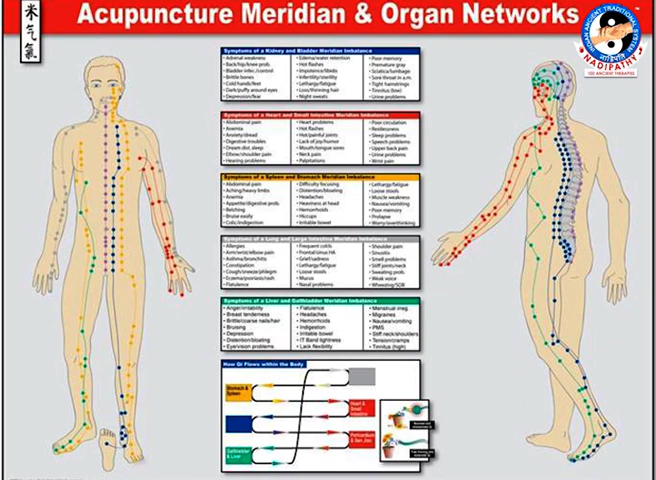 Acupuncture Meridian & Organ Networks
米
气
氣
INDIAN ANCIENT TRADITIONAL SYSTEM
NADIPATHY
100 ANCIENT THERAPIES
Symptoms of a Kidney and Bladder Meridian Imbalance
• Adrenal weakness
• Back/hip/knee prob.
• Bladder infec./control
• Brittle bones
• Cold hands/feet
• Dark/puffy around eyes
• Depression/fear
• Edema/water retention
• Hot flashes
• Impotence/libido
• Infertility/sterility
• Lethargy/fatigue
• Loss/thinning hair
• Night sweats
• Poor memory
• Premature gray
• Sciatica/lumbago
• Sore throat in a.m.
• Tight hamstrings
• Tinnitus (low)
• Urine problems
Symptoms of a Heart and Small Intestine Meridian Imbalance
• Abdominal pain
• Anemia
• Anxiety/dread
• Digestive troubles
• Dream dist. sleep
• Elbow/shoulder pain
• Hearing problems
• Heart problems
• Hot flashes
• Hot/painful joints
• Lack of joy/humor
• Mouth/tongue sores
• Neck pain
• Palpitations
• Poor circulation
• Restlessness
• Sleep problems
• Speech problems
• Upper back pain
• Urine problems
• Wrist pain
Symptoms of a Spleen and Stomach Meridian Imbalance
• Abdominal pain
• Aching/heavy limbs
• Anemia
• Appetite/digestive prob.
• Belching
• Bruise easily
• Colic/indigestion
• Difficulty focusing
• Distention/bloating
• Headaches
• Heaviness at head
• Hemorrhoids
• Hiccups
• Irritable bowel
• Lethargy/fatigue
• Loose stools
• Muscle weakness
• Nausea/vomiting
• Poor memory
• Prolapse
• Worry/overthinking
Symptoms of a Lung and Large Intestine Meridian Imbalance
• Allergies
• Arm/wrist/elbow pain
• Asthma/bronchitis
• Constipation
• Cough/sneeze/phlegm
• Eczema/psoriasis/rash
• Flatulence
• Frequent colds
• Frontal/sinus HA
• Grief/sadness
• Lethargy/fatigue
• Loose stools
• Mucus
• Nasal problems
• Shoulder pain
• Sinusitis
• Smell problems
• Stiff joints/neck
• Sweating prob.
• Weak voice
• Wheezing/SOB
Symptoms of a Liver and Gallbladder Meridian Imbalance
• Anger/irritability
• Breast tenderness
• Brittle/coarse nails/hair
• Bruising
• Depression
• Distention/bloating
• Eye/vision problems
• Flatulence
• Headaches
• Hemorrhoids
• Indigestion
• Irritable bowel
• IT Band tightness
• Lack flexibility
• Menstrual irreg.
• Migraines
• Nausea/vomiting
• PMS
• Stiff neck/shoulders
• Tension/cramps
• Tinnitus (high)
How Qi Flows within the Body
Stomach &
Spleen
Heart &
Small
Intestine
Pericardium
& San Jiao
Gallbladder
& Liver